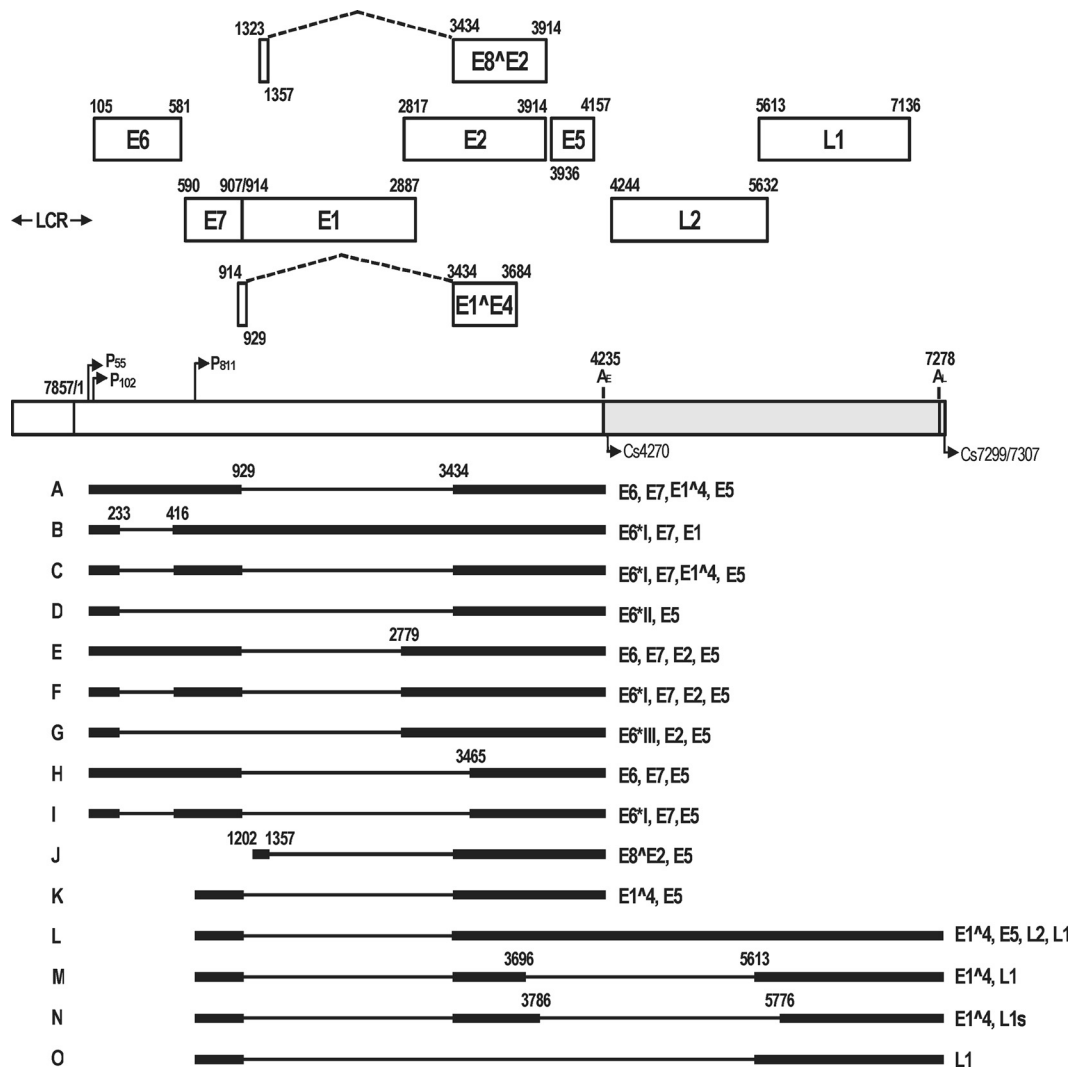 1323 3434 3914
E8^E2
1357
105 581 2817 3914 4157 5613 7136
E6 E2 E5 L1
3936
590 907/914 2887 4244 5632
←LCR→ E7 E1 L2
914 3434 3684
E1^E4
929
P55 P811 4235 7278
7857/1 P102 AE AL
Cs4270 Cs7299/7307
929 3434
A E6, E7, E1^4, E5
233 416
B E6*I, E7, E1
C E6*I, E7, E1^4, E5
D E6*II, E5
2779
E E6, E7, E2, E5
F E6*I, E7, E2, E5
G E6*III, E2, E5
3465
H E6, E7, E5
I E6*I, E7, E5
1202 1357
J E8^E2, E5
K E1^4, E5
L E1^4, E5, L2, L1
3696 5613
M E1^4, L1
3786 5776
N E1^4, L1s
O L1